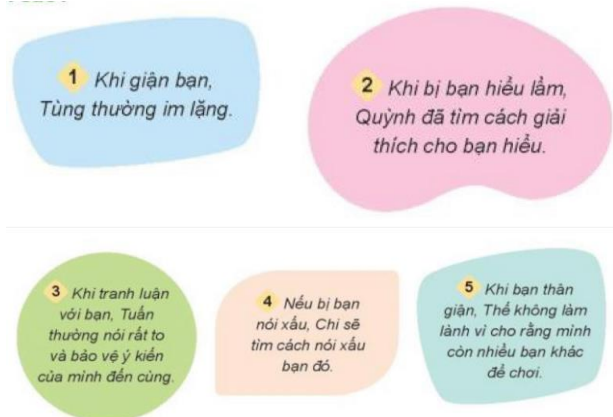 1 Khi giận bạn,
Tùng thường im lặng.
2 Khi bị bạn hiểu lầm,
Quỳnh đã tìm cách giải
thích cho bạn hiểu.
3 Khi tranh luận
với bạn, Tuấn
thường nói rất to
và bảo vệ ý kiến
của mình đến cùng.
4 Nếu bị bạn
nói xấu, Chi sẽ
tìm cách nói xấu
bạn đó.
5 Khi bạn thân
giận, Thế không làm
lành vì cho rằng mình
còn nhiều bạn khác
để chơi.